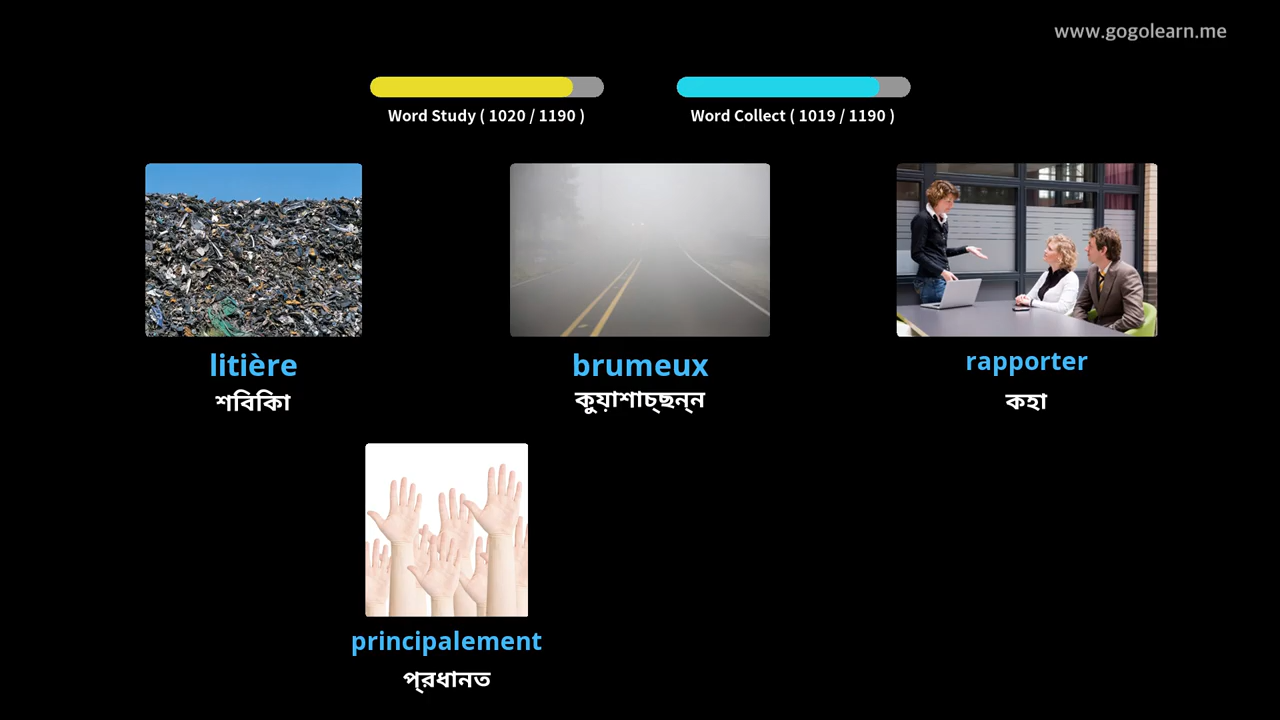 www.gogolearn.me
Word Study ( 1020 / 1190 )
Word Collect ( 1019 / 1190 )
litière
brumeux
rapporter
শিবিকা
কুয়াশাচ্ছন্ন
কহা
principalement
প্রধানত